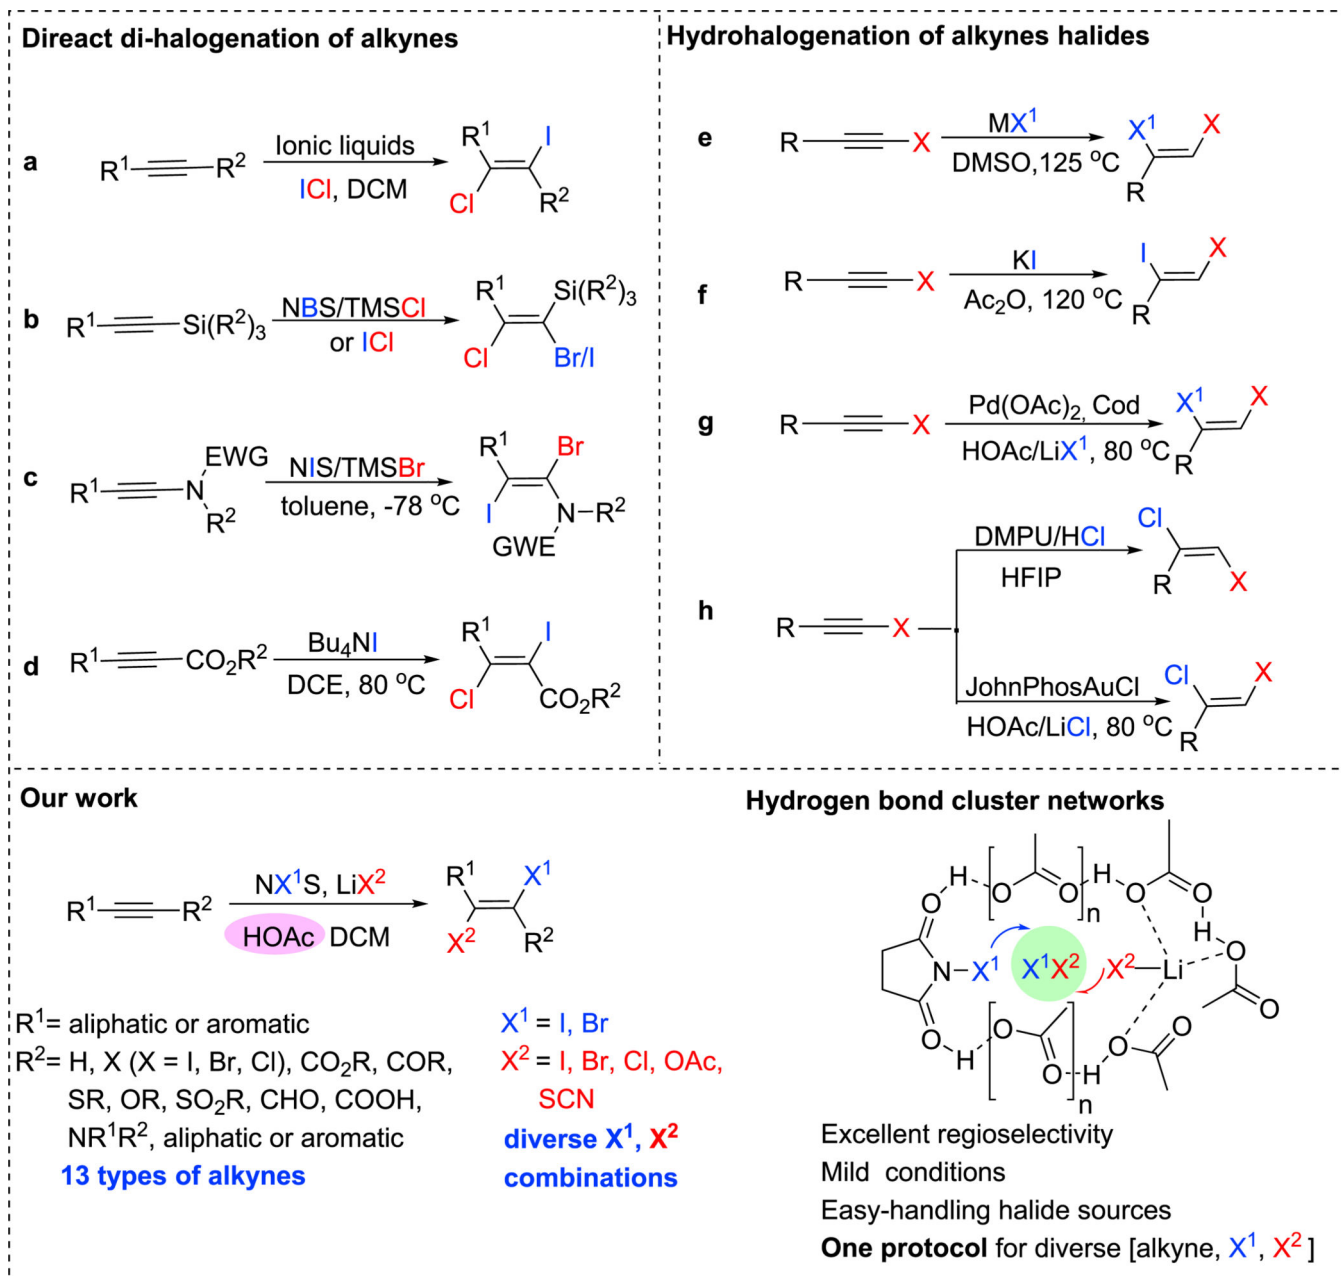 Direact di-halogenation of alkynes
a
R¹
R²
Ionic liquids
ICl, DCM
R¹
I
Cl
R²
b
R¹
Si(R²)₃
NBS/TMSCl
or ICl
R¹
Si(R²)₃
Cl
Br/I
c
R¹
EWG
N
R²
NIS/TMSBr
toluene, -78 ºC
R¹
Br
I
N–R²
GWE
d
R¹
CO₂R²
Bu₄NI
DCE, 80 ºC
R¹
I
Cl
CO₂R²
Hydrohalogenation of alkynes halides
e
R
X
MX¹
DMSO,125 ºC
X¹
X
R
f
R
X
KI
Ac₂O, 120 ºC
I
X
R
g
R
X
Pd(OAc)₂, Cod
HOAc/LiX¹, 80 ºC
X¹
X
R
h
R
X
DMPU/HCl
HFIP
Cl
R
X
JohnPhosAuCl
HOAc/LiCl, 80 ºC
Cl
X
R
Our work
R¹
R²
NX¹S, LiX²
HOAc DCM
R¹
X¹
X²
R²
R¹= aliphatic or aromatic
R²= H, X (X = I, Br, Cl), CO₂R, COR,
SR, OR, SO₂R, CHO, COOH,
NR¹R², aliphatic or aromatic
13 types of alkynes
X¹ = I, Br
X² = I, Br, Cl, OAc,
SCN
diverse X¹, X²
combinations
Hydrogen bond cluster networks
H
O
O
n
H
O
O
O
H
O
N–X¹
X¹X²
X²–Li
O
O
H
O
O
n
H
O
O
Excellent regioselectivity
Mild conditions
Easy-handling halide sources
One protocol for diverse [alkyne, X¹, X² ]